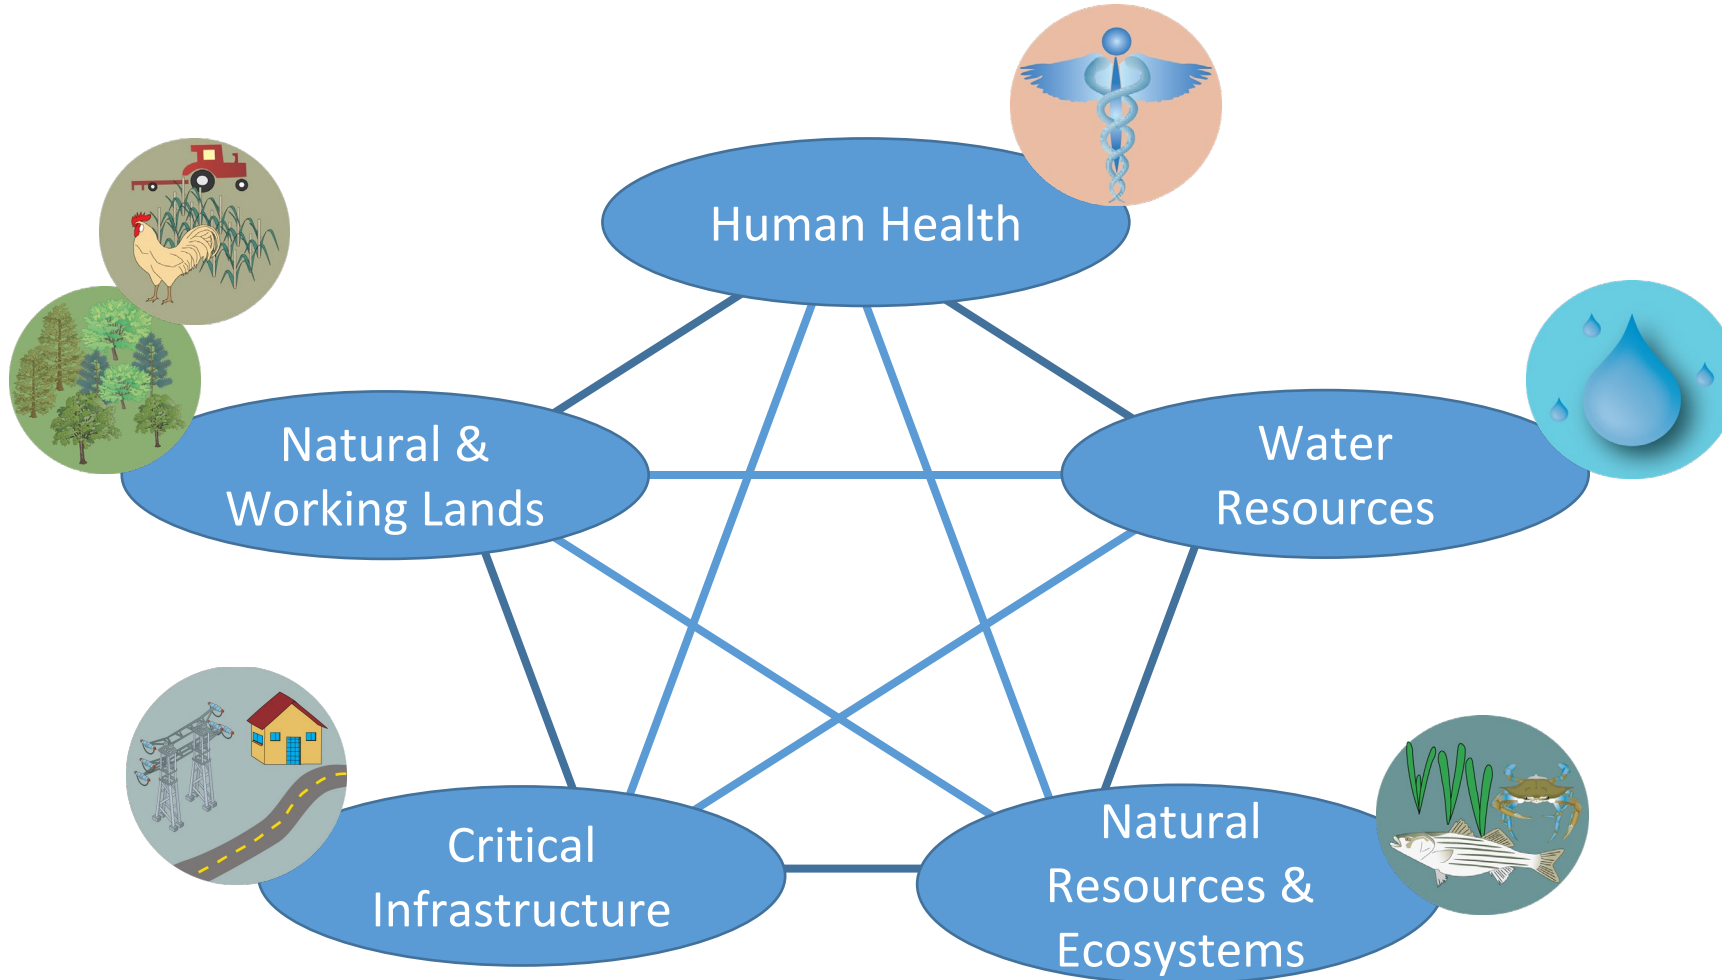 Human Health
Natural &
Working Lands
Water
Resources
Critical
Infrastructure
Natural
Resources &
Ecosystems